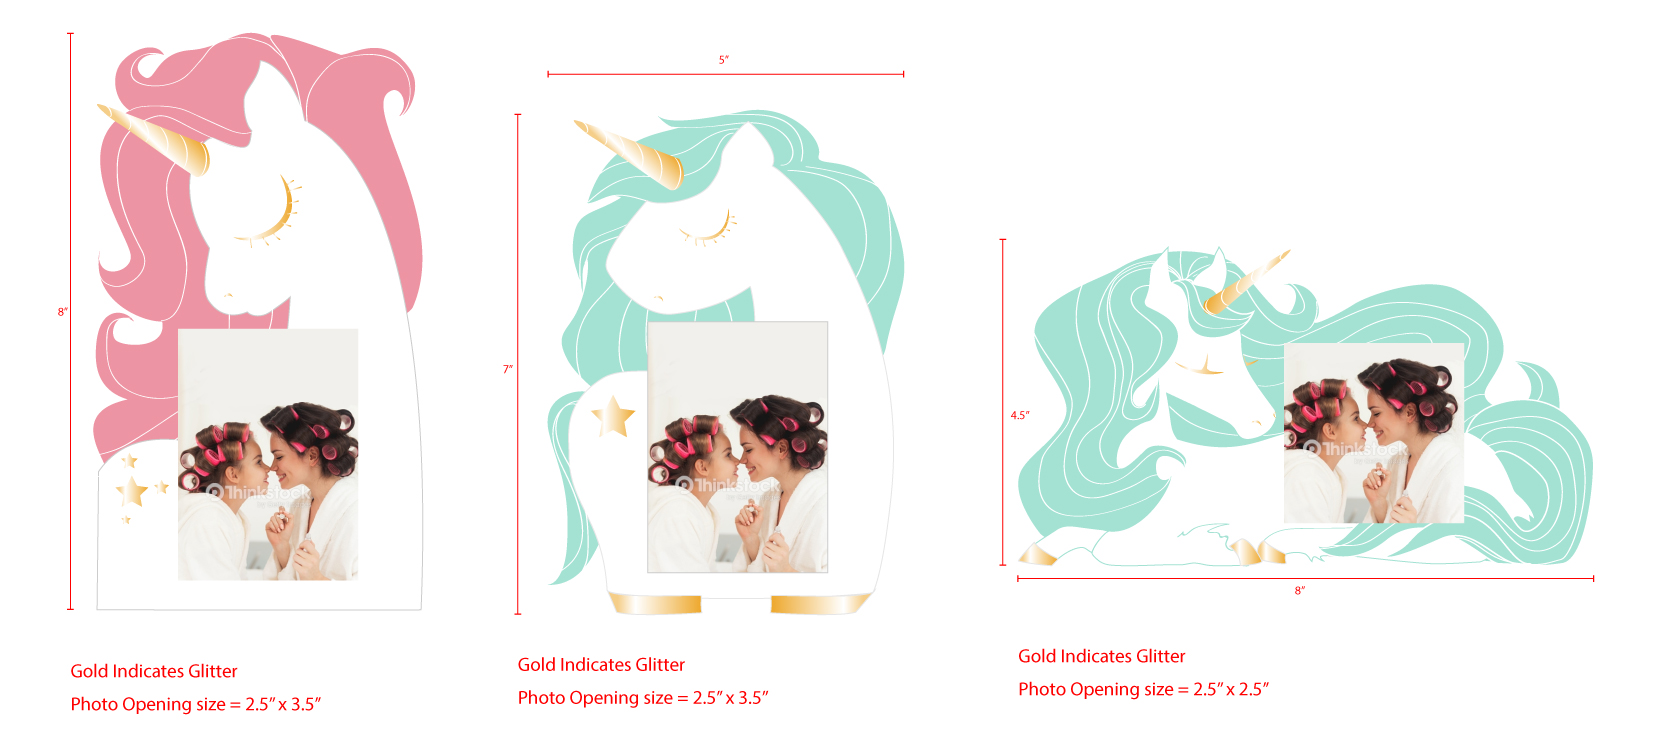 8"
Thinkstock
Gold Indicates Glitter
Photo Opening size = 2.5” x 3.5”
5"
7"
Thinkstock
Gold Indicates Glitter
Photo Opening size = 2.5” x 3.5”
4.5"
Thinkstock
8"
Gold Indicates Glitter
Photo Opening size = 2.5” x 2.5”